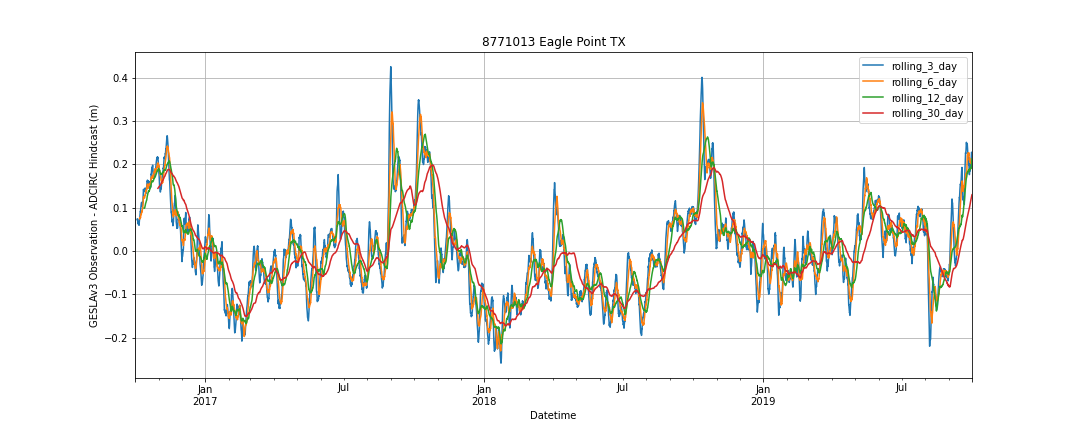 8771013 Eagle Point TX
GESLAv3 Observation - ADCIRC Hindcast (m)
0.4
0.3
0.2
0.1
0.0
−0.1
−0.2
rolling_3_day
rolling_6_day
rolling_12_day
rolling_30_day
Jan
2017
Jul
Jan
2018
Jul
Jan
2019
Jul
Datetime